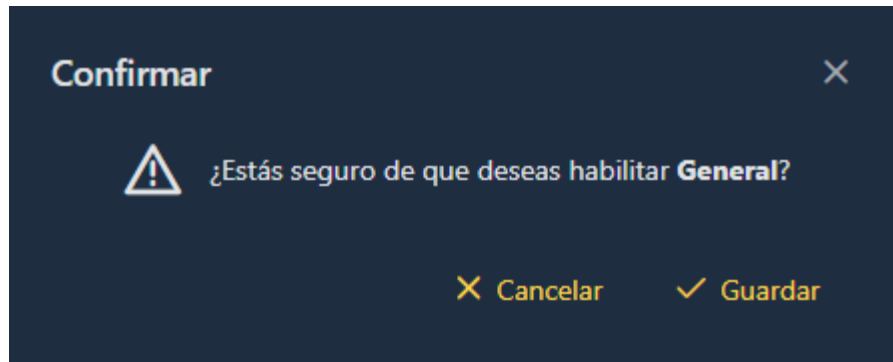 Confirmar
¿Estás seguro de que deseas habilitar General?
Cancelar
Guardar